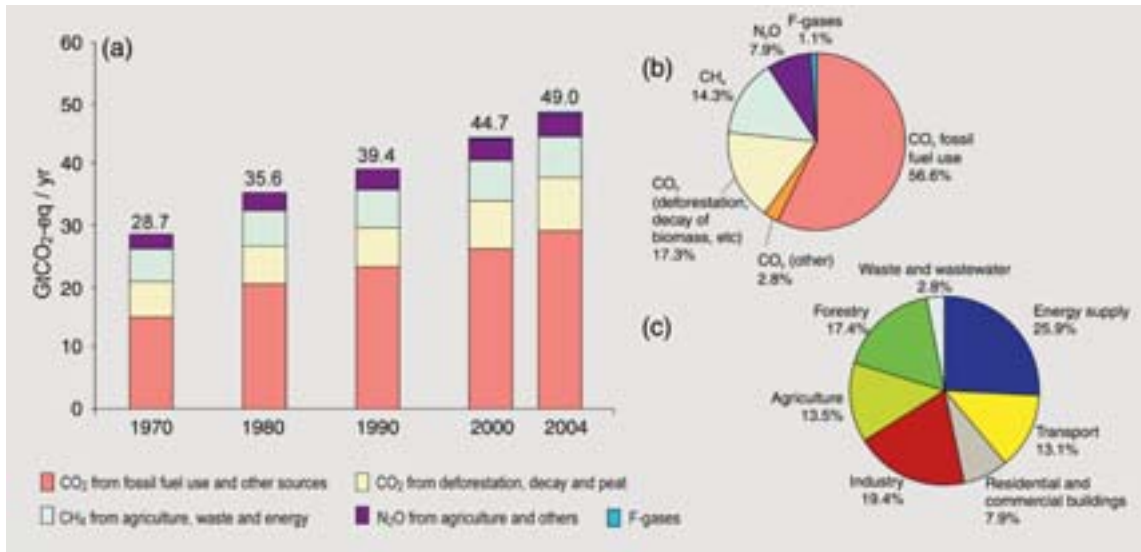 (a)
GtCO₂-eq / yr
60
50
40
30
20
10
0
28.7
35.6
39.4
44.7
49.0
1970
1980
1990
2000
2004
CO₂ from fossil fuel use and other sources
CO₂ from deforestation, decay and peat
CH₄ from agriculture, waste and energy
N₂O from agriculture and others
F-gases
(b)
F-gases
1.1%
N₂O
7.9%
CH₄
14.3%
CO₂ fossil
fuel use
56.6%
CO₂
(deforestation,
decay of
biomass, etc)
17.3%
CO₂ (other)
2.8%
(c)
Waste and wastewater
2.8%
Forestry
17.4%
Energy supply
25.9%
Agriculture
13.5%
Transport
13.1%
Industry
19.4%
Residential and
commercial buildings
7.9%